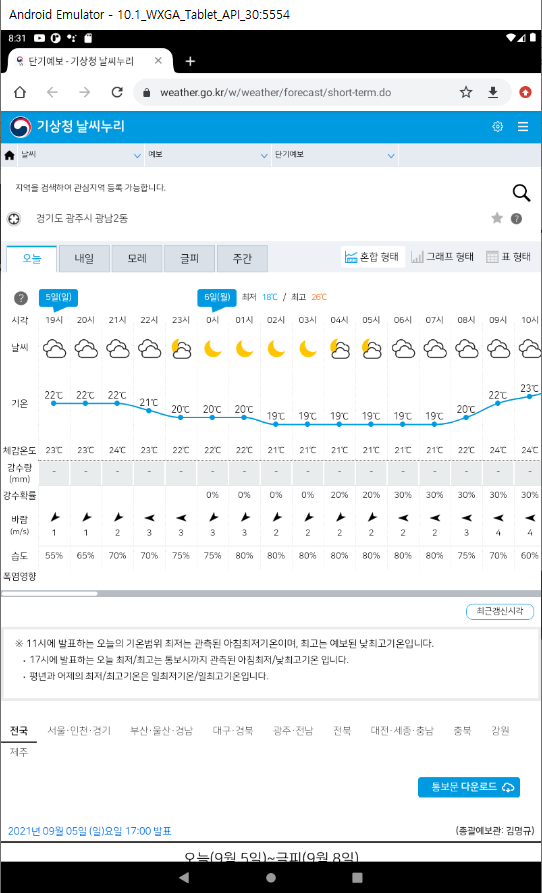 Android Emulator - 10.1_WXGA_Tablet_API_30:5554
8:31
단기예보 - 기상청 날씨누리
weather.go.kr/w/weather/forecast/short-term.do
기상청 날씨누리
날씨 예보 단기예보
지역을 검색하여 관심지역 등록 가능합니다.
경기도 광주시 광남2동
오늘 내일 모레 글피 주간 혼합 형태 그래프 형태 표 형태
5일(일) 6일(월) 최저 18℃ / 최고 26℃
시각 19시 20시 21시 22시 23시 0시 01시 02시 03시 04시 05시 06시 07시 08시 09시 10시
날씨
기온 22℃ 22℃ 22℃ 21℃ 20℃ 20℃ 20℃ 19℃ 19℃ 19℃ 19℃ 19℃ 19℃ 20℃ 22℃ 23℃
체감온도 23℃ 23℃ 24℃ 23℃ 22℃ 22℃ 22℃ 21℃ 21℃ 21℃ 21℃ 21℃ 21℃ 22℃ 24℃ 24℃
강수량 - - - - - - - - - - - - - - - -
(mm)
강수확률 0% 0% 0% 0% 20% 20% 30% 30% 30% 30% 30%
바람
(m/s) 1 1 2 3 3 3 3 2 2 2 2 2 2 3 4 4
습도 55% 65% 70% 70% 75% 75% 80% 80% 80% 80% 80% 80% 80% 75% 70% 60%
폭염영향
최근갱신시각
※ 11시에 발표하는 오늘의 기온범위 최저는 관측된 아침최저기온이며, 최고는 예보된 낮최고기온입니다.
・ 17시에 발표하는 오늘 최저/최고는 통보시까지 관측된 아침최저/낮최고기온 입니다.
・ 평년과 어제의 최저/최고기온은 일최저기온/일최고기온입니다.
전국 서울·인천·경기 부산·울산·경남 대구·경북 광주·전남 전북 대전·세종·충남 충북 강원
제주
통보문 다운로드
2021년 09월 05일 (일)요일 17:00 발표 (총괄예보관: 김명규)
오늘(9월 5일)~글피(9월 8일)